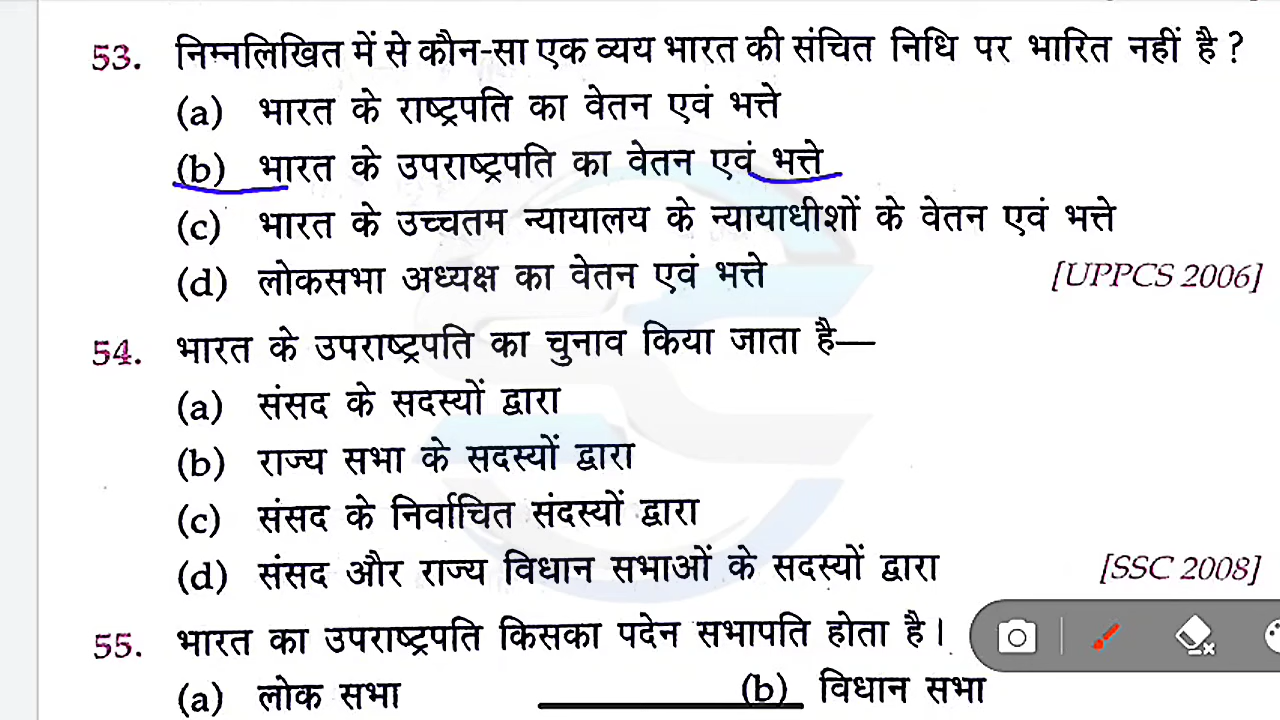 53. निम्नलिखित में से कौन-सा एक व्यय भारत की संचित निधि पर भारित नहीं है ?
(a) भारत के राष्ट्रपति का वेतन एवं भत्ते
(b) भारत के उपराष्ट्रपति का वेतन एवं भत्ते
(c) भारत के उच्चतम न्यायालय के न्यायाधीशों के वेतन एवं भत्ते
(d) लोकसभा अध्यक्ष का वेतन एवं भत्ते [UPPCS 2006]
54. भारत के उपराष्ट्रपति का चुनाव किया जाता है—
(a) संसद के सदस्यों द्वारा
(b) राज्य सभा के सदस्यों द्वारा
(c) संसद के निर्वाचित संदस्यों द्वारा
(d) संसद और राज्य विधान सभाओं के सदस्यों द्वारा [SSC 2008]
55. भारत का उपराष्ट्रपति किसका पदेन सभापति होता है।
(a) लोक सभा (b) विधान सभा